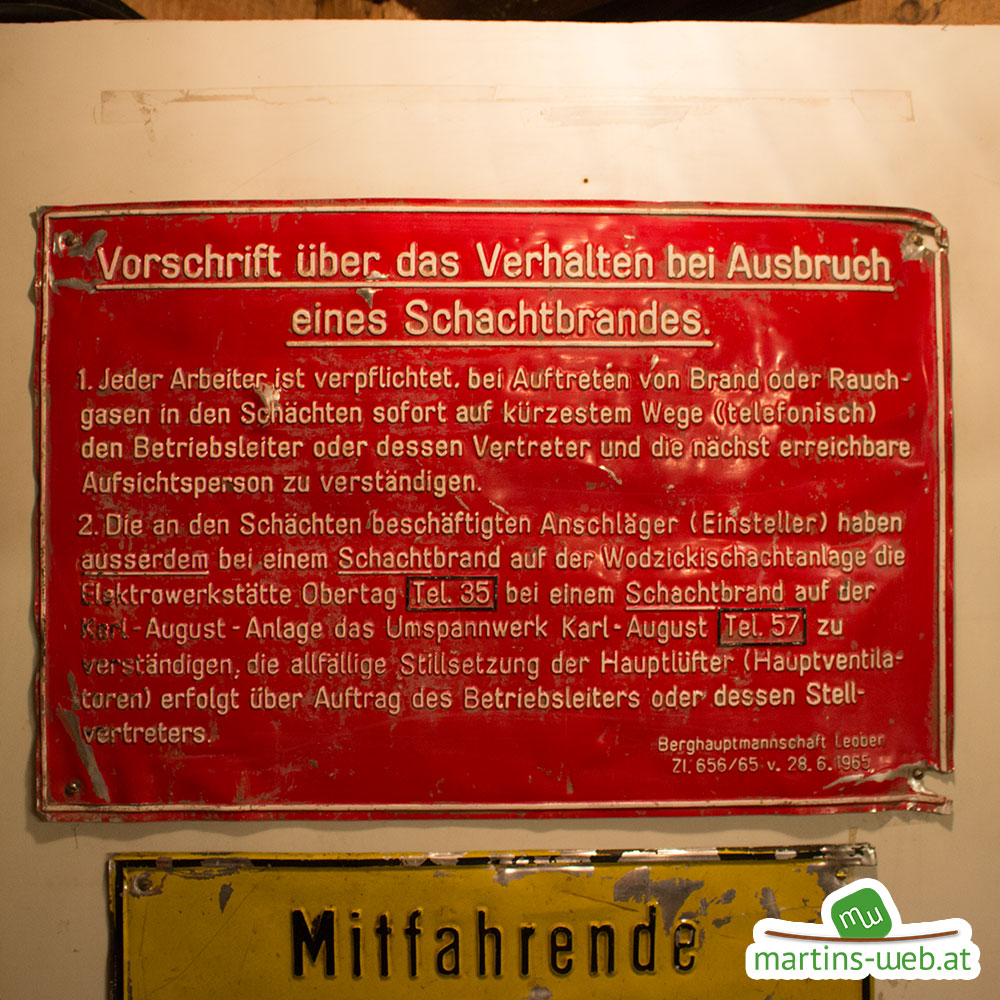 Vorschrift über das Verhalten bei Ausbruch
eines Schachtbrandes.
1. Jeder Arbeiter ist verpflichtet, bei Auftreten von Brand oder Rauch-
gasen in den Schächten sofort auf kürzestem Wege (telefonisch)
den Betriebsleiter oder dessen Vertreter und die nächst erreichbare
Aufsichtsperson zu verständigen.
2. Die an den Schächten beschäftigten Anschläger (Einsteller) haben
ausserdem bei einem Schachtbrand auf der Wodzickischachtanlage die
Elektrowerkstätte Obertag Tel. 35 bei einem Schachtbrand auf der
Karl-August-Anlage das Umspannwerk Karl-August Tel. 57 zu
verständigen, die allfällige Stillsetzung der Hauptlüfter (Hauptventila-
toren) erfolgt über Auftrag des Betriebsleiters oder dessen Stell-
vertreters.
Berghauptmannschaft Leoben
Zl. 656/65 v. 28.6.1965
Mitfahrende
mw
martins-web.at